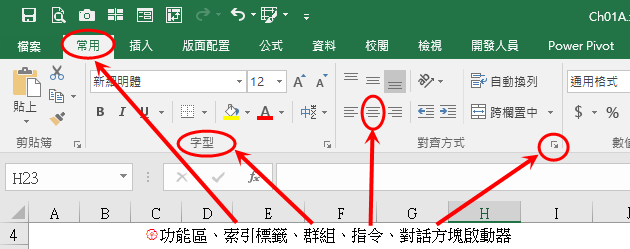 Ch01A.
檔案 常用 插入 版面配置 公式 資料 校閱 檢視 開發人員 Power Pivot
新細明體 12 A A 自動換列 通用格式
貼上 B I U A 中 跨欄置中 $ %
剪貼簿 字型 對齊方式 數值
H23 fx
A B C D E F G H I
4 功能區、索引標籤、群組、指令、對話方塊啟動器